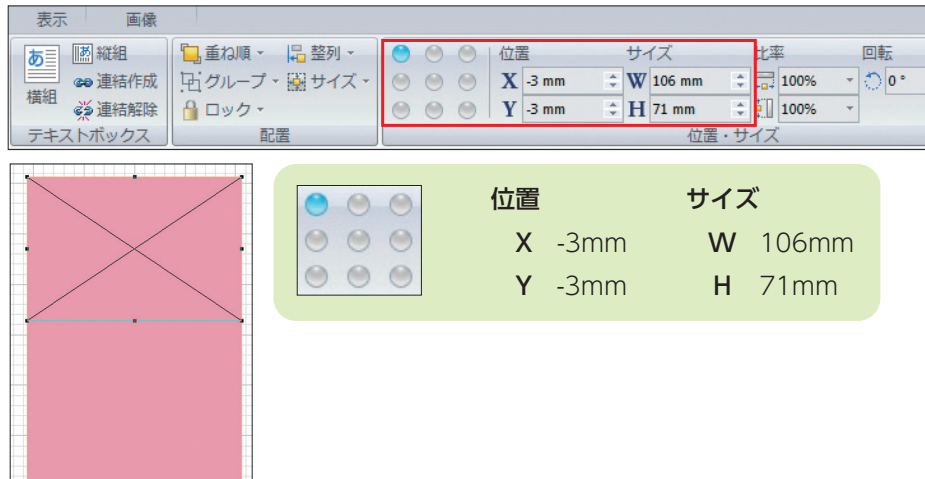 表示 画像
あ 横組
あ 縦組
連結作成
連結解除
テキストボックス
重ね順
整列
グループ
サイズ
ロック
配置
位置 サイズ 比率 回転
X -3 mm W 106 mm 100% 0 °
Y -3 mm H 71 mm 100%
位置・サイズ
位置 サイズ
X -3mm W 106mm
Y -3mm H 71mm